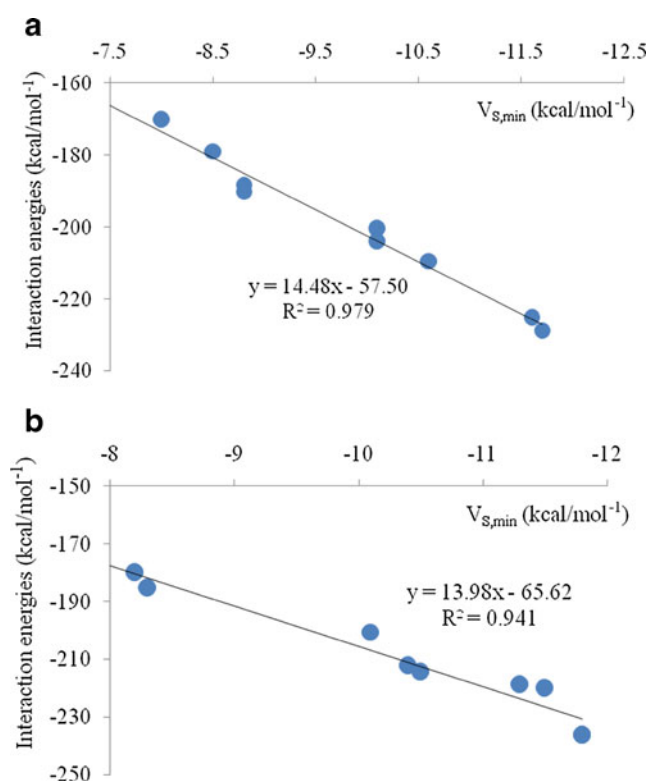 a
-7.5 -8.5 -9.5 -10.5 -11.5 -12.5
V_S,min (kcal/mol⁻¹)
Interaction energies (kcal/mol⁻¹)
-160
-180
-200
-220
-240
y = 14.48x - 57.50
R² = 0.979
b
-8 -9 -10 -11 -12
V_S,min (kcal/mol⁻¹)
Interaction energies (kcal/mol⁻¹)
-150
-170
-190
-210
-230
-250
y = 13.98x - 65.62
R² = 0.941